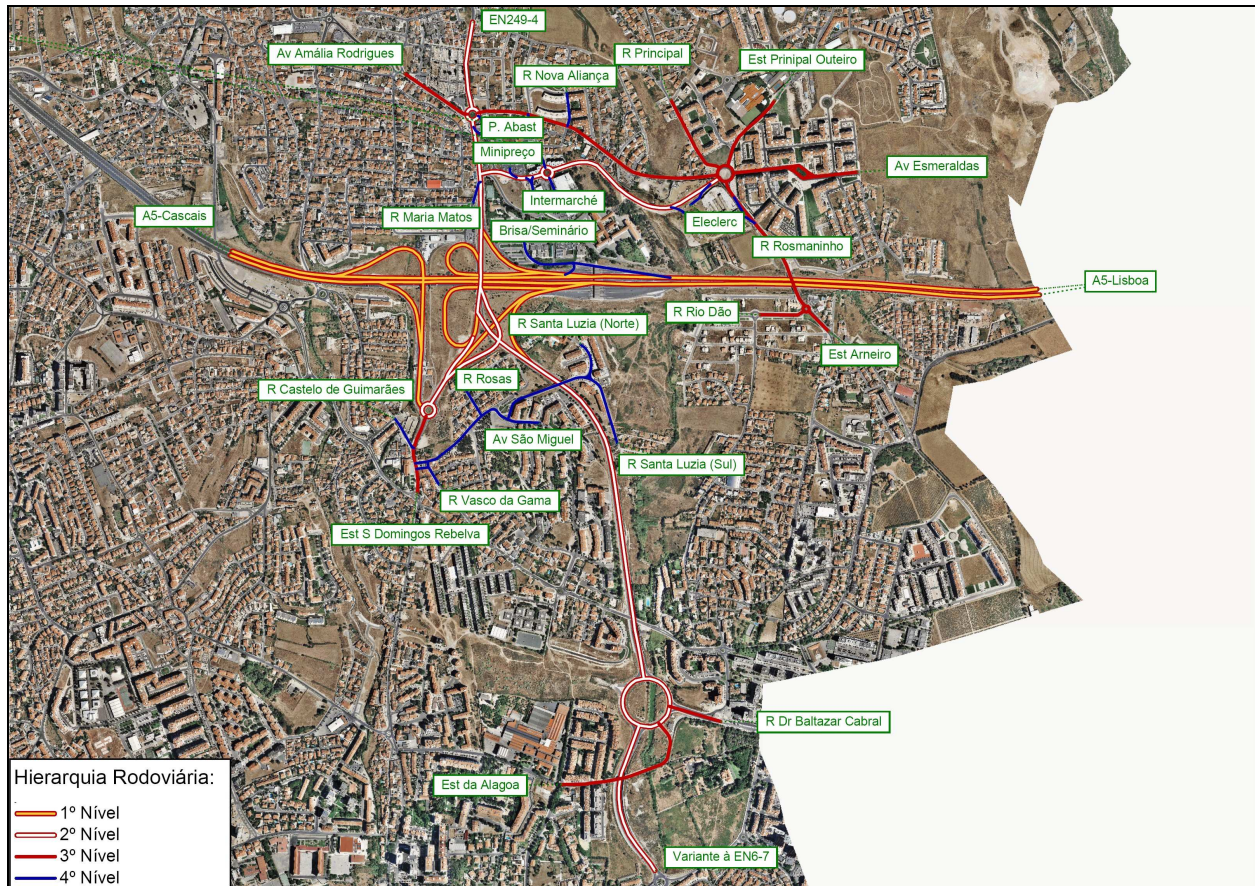 EN249-4
Av Amália Rodrigues
R Principal
Est Prinipal Outeiro
R Nova Aliança
P. Abast
Minipreço
Av Esmeraldas
Intermarché
A5-Cascais
R Maria Matos
Eleclerc
Brisa/Seminário
R Rosmaninho
A5-Lisboa
R Rio Dão
R Santa Luzia (Norte)
Est Arneiro
R Rosas
R Castelo de Guimarães
Av São Miguel
R Santa Luzia (Sul)
R Vasco da Gama
Est S Domingos Rebelva
R Dr Baltazar Cabral
Est da Alagoa
Variante à EN6-7
Hierarquia Rodoviária:
1º Nível
2º Nível
3º Nível
4º Nível